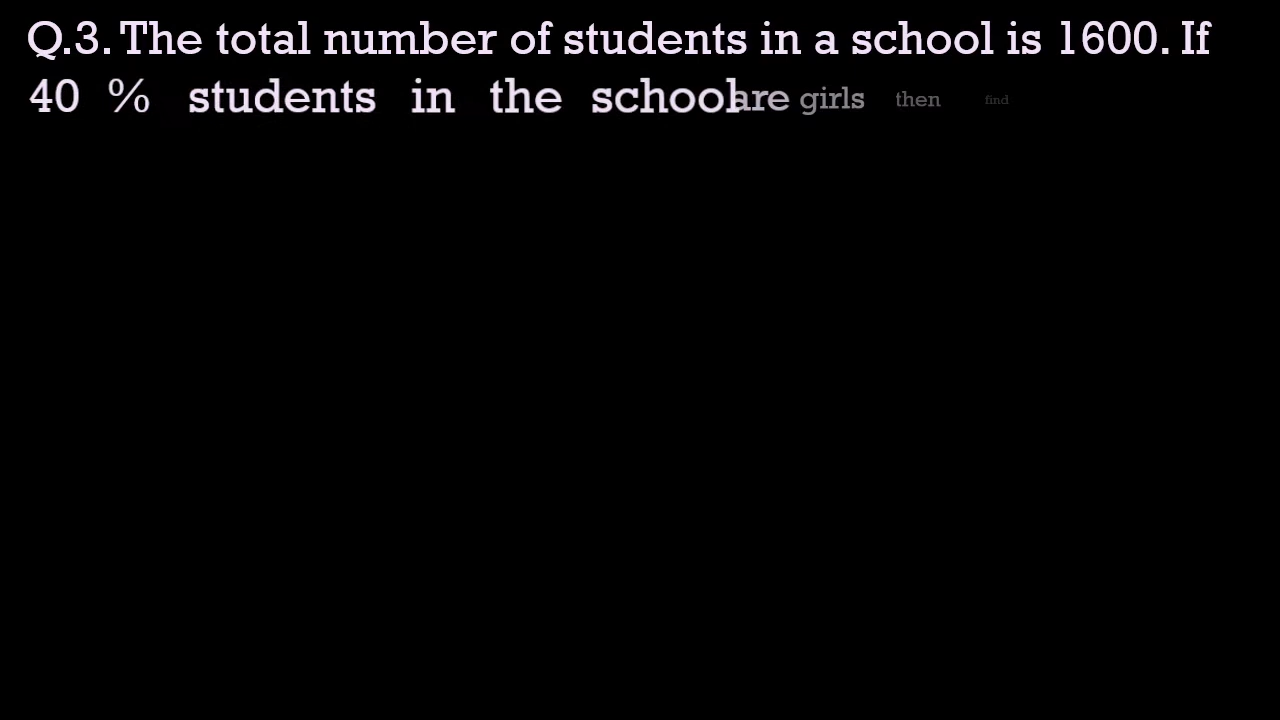 Q.3. The total number of students in a school is 1600. If
40 % students in the school are girls then find